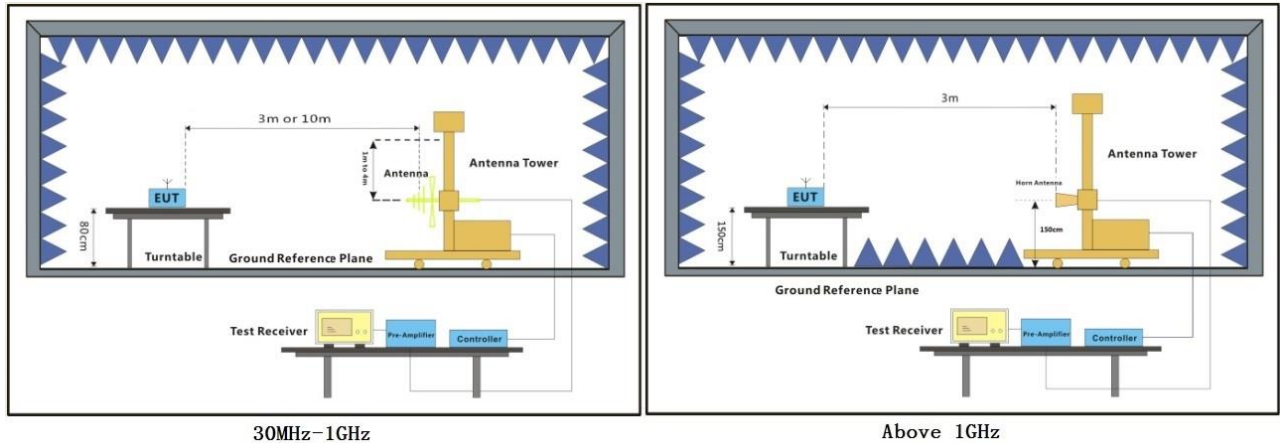 3m or 10m
1m to 4m
Antenna
Antenna Tower
EUT
80cm
Turntable
Ground Reference Plane
Test Receiver
Pre-Amplifier
Controller
30MHz-1GHz
3m
Antenna Tower
Horn Antenna
EUT
150cm
150cm
Turntable
Ground Reference Plane
Test Receiver
Pre-Amplifier
Controller
Above 1GHz